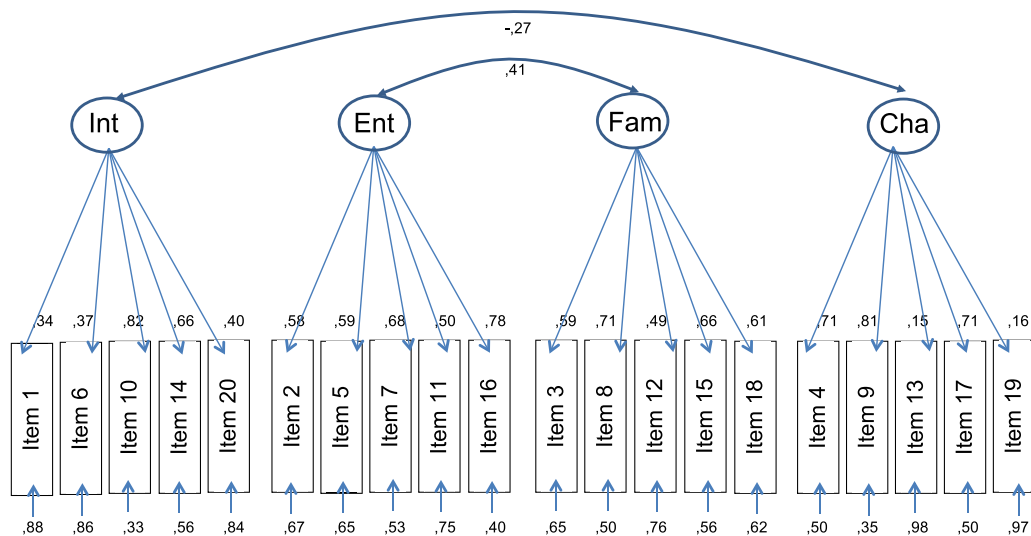 -,27
,41
Int Ent Fam Cha
,34 ,37 ,82 ,66 ,40 ,58 ,59 ,68 ,50 ,78 ,59 ,71 ,49 ,66 ,61 ,71 ,81 ,15 ,71 ,16
Item 1
Item 6
Item 10
Item 14
Item 20
Item 2
Item 5
Item 7
Item 11
Item 16
Item 3
Item 8
Item 12
Item 15
Item 18
Item 4
Item 9
Item 13
Item 17
Item 19
,88 ,86 ,33 ,56 ,84 ,67 ,65 ,53 ,75 ,40 ,65 ,50 ,76 ,56 ,62 ,50 ,35 ,98 ,50 ,97